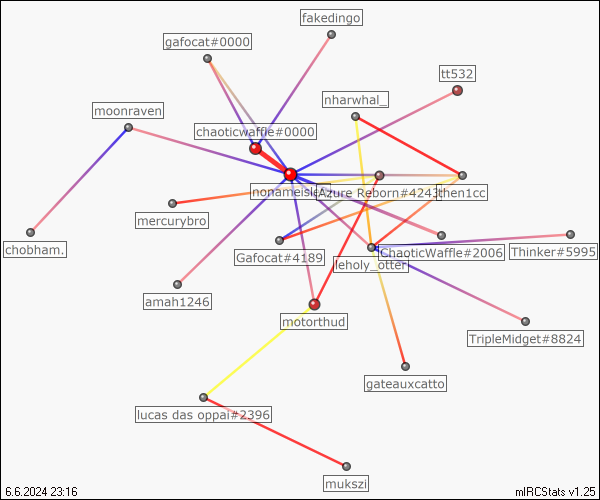 fakedingo
gafocat#0000
tt532
nharwhal_
moonraven
chaoticwaffle#0000
Azure Reborn#4243
then1cc
mercurybro
chobham.
Gafocat#4189
ChaoticWaffle#2006
Thinker#5995
leholy_otter
amah1246
motorthud
TripleMidget#8824
gateauxcatto
lucas das oppai#2396
mukszi
6.6.2024 23:16
mIRCStats v1.25